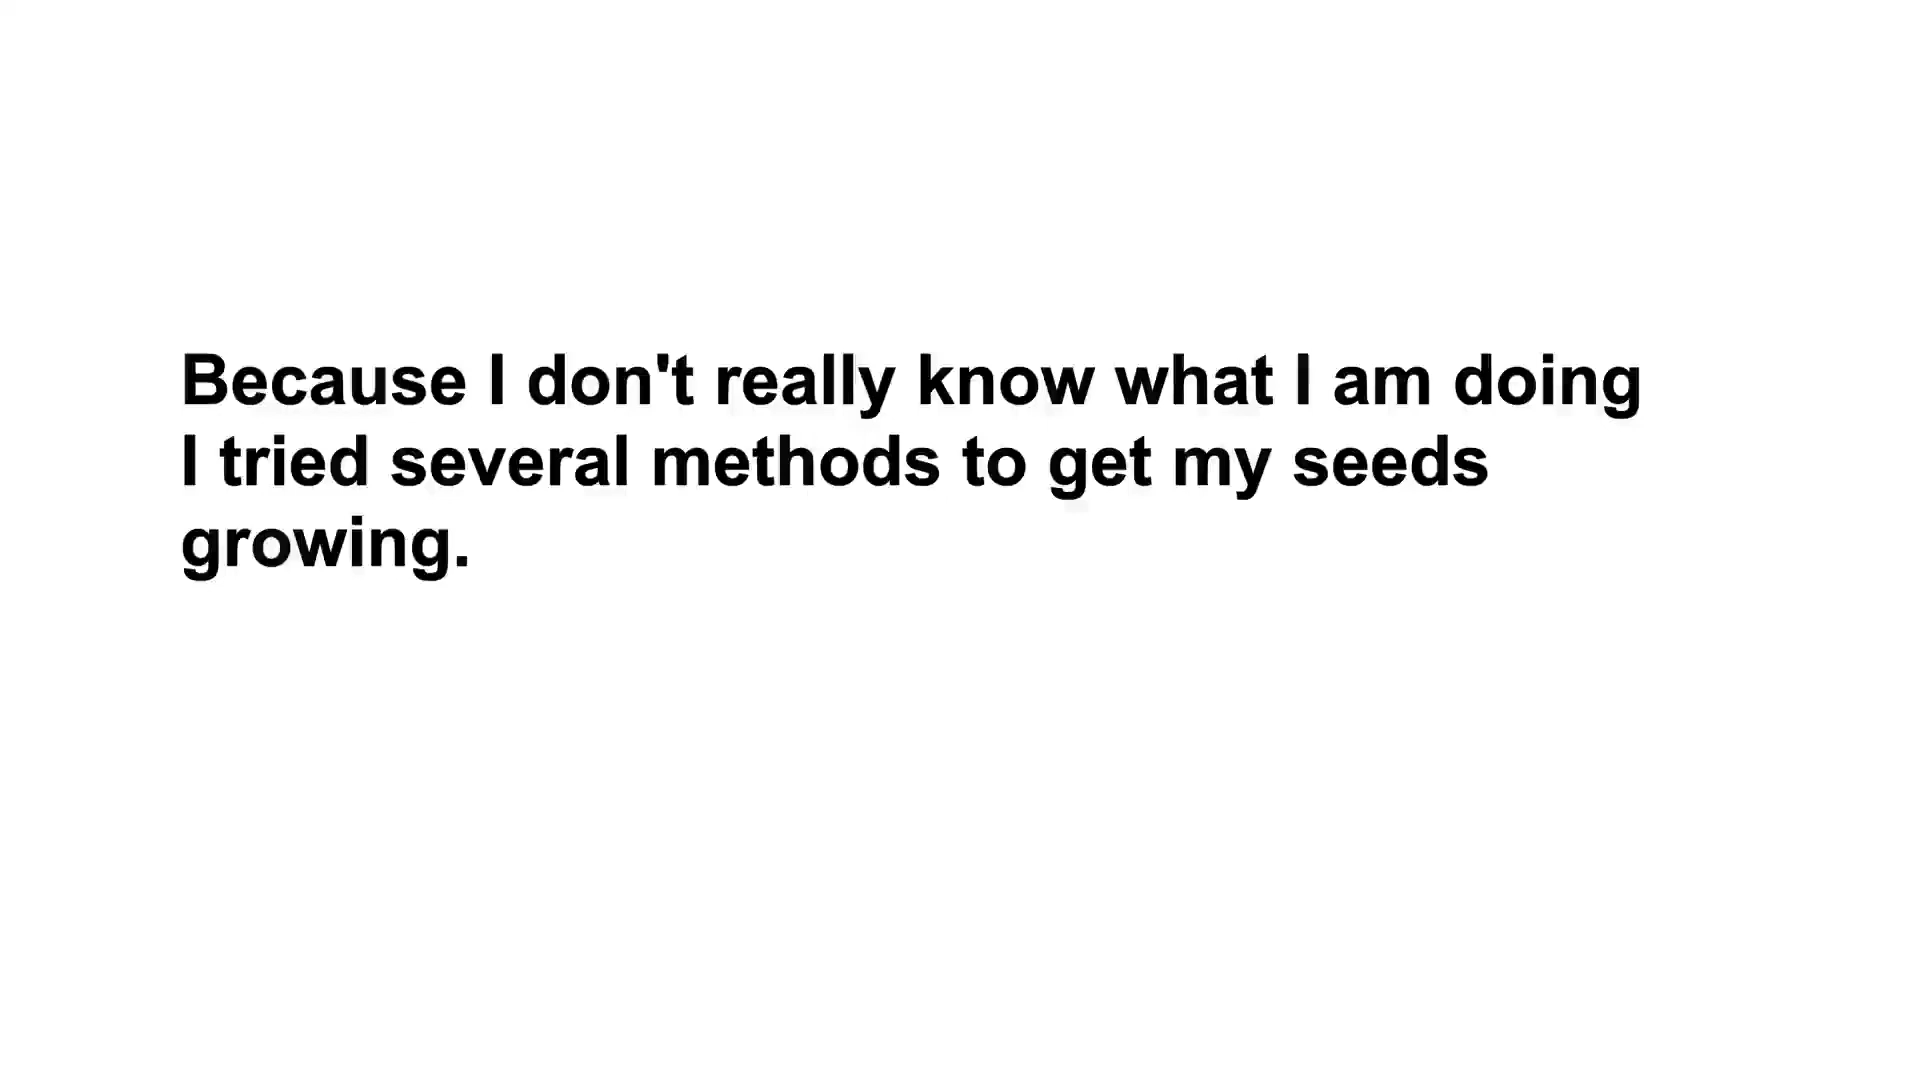 Because I don't really know what I am doing
I tried several methods to get my seeds
growing.